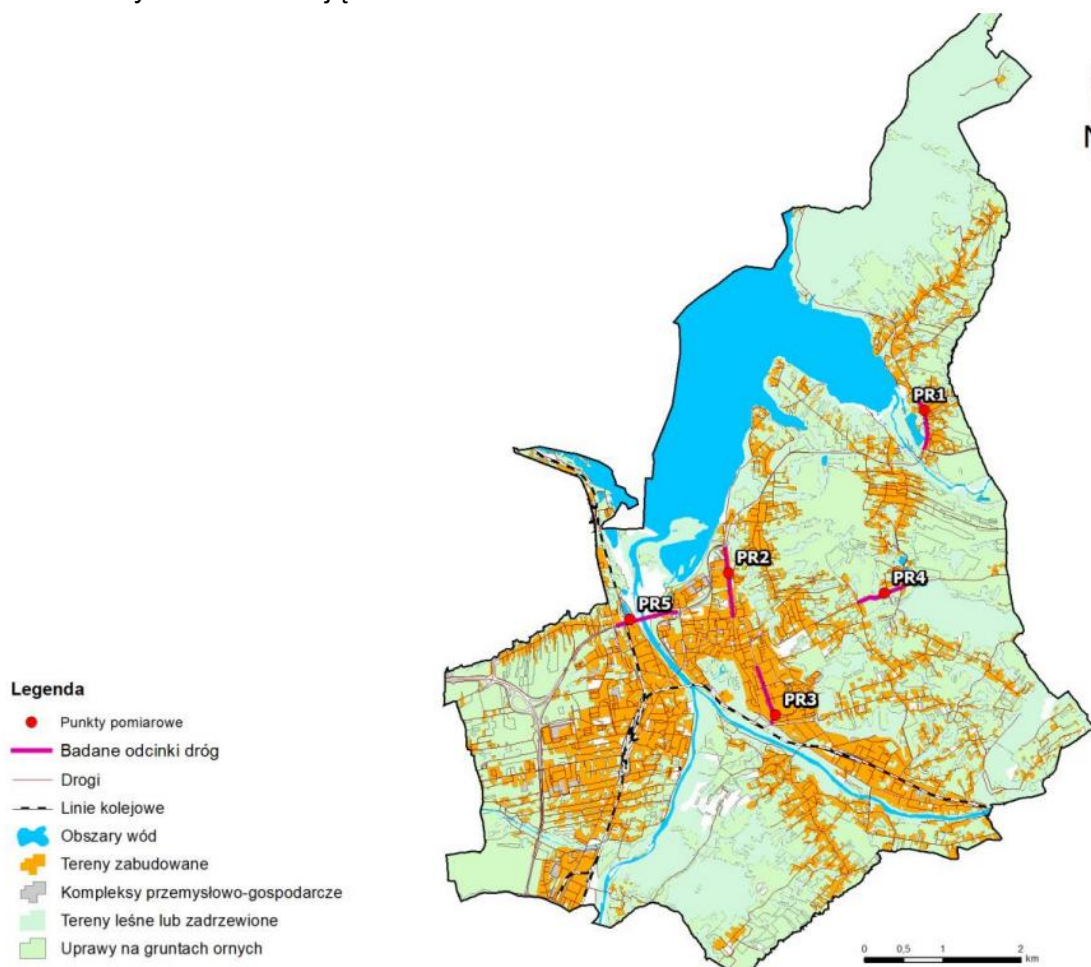 N
PR1
PR2
PR4
PR5
PR3
Legenda
Punkty pomiarowe
Badane odcinki dróg
Drogi
Linie kolejowe
Obszary wód
Tereny zabudowane
Kompleksy przemysłowo-gospodarcze
Tereny leśne lub zadrzewione
Uprawy na gruntach ornych
0 0,5 1 2
km